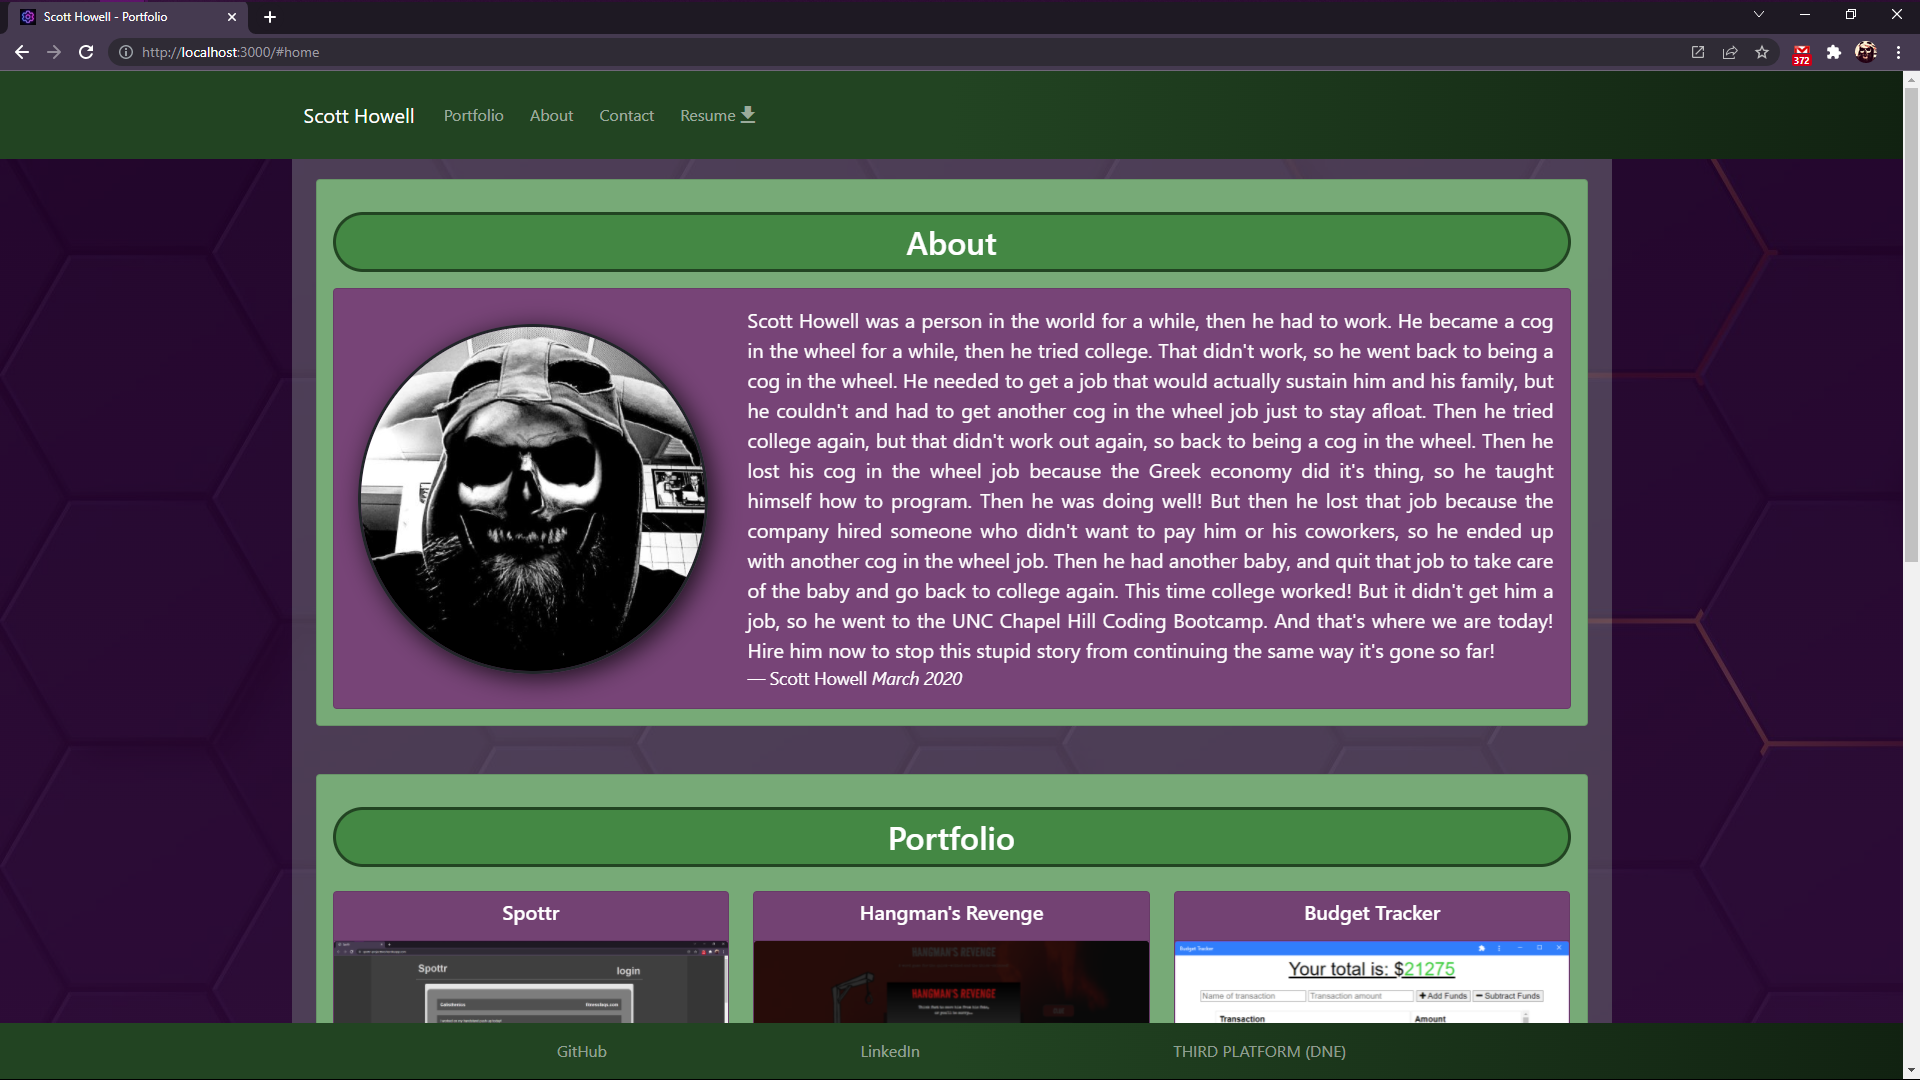 Scott Howell - Portfolio
http://localhost:3000/#home
372
Scott Howell Portfolio About Contact Resume
About
Scott Howell was a person in the world for a while, then he had to work. He became a cog
in the wheel for a while, then he tried college. That didn't work, so he went back to being a
cog in the wheel. He needed to get a job that would actually sustain him and his family, but
he couldn't and had to get another cog in the wheel job just to stay afloat. Then he tried
college again, but that didn't work out again, so back to being a cog in the wheel. Then he
lost his cog in the wheel job because the Greek economy did it's thing, so he taught
himself how to program. Then he was doing well! But then he lost that job because the
company hired someone who didn't want to pay him or his coworkers, so he ended up
with another cog in the wheel job. Then he had another baby, and quit that job to take care
of the baby and go back to college again. This time college worked! But it didn't get him a
job, so he went to the UNC Chapel Hill Coding Bootcamp. And that's where we are today!
Hire him now to stop this stupid story from continuing the same way it's gone so far!
— Scott Howell March 2020
Portfolio
Spottr
Spottr login
Hangman's Revenge
HANGMAN'S REVENGE
HANGMAN'S REVENGE
Budget Tracker
Budget Tracker
Your total is: $21275
Name of transaction Transaction amount Add Funds Subtract Funds
Transaction Amount
GitHub LinkedIn THIRD PLATFORM (DNE)